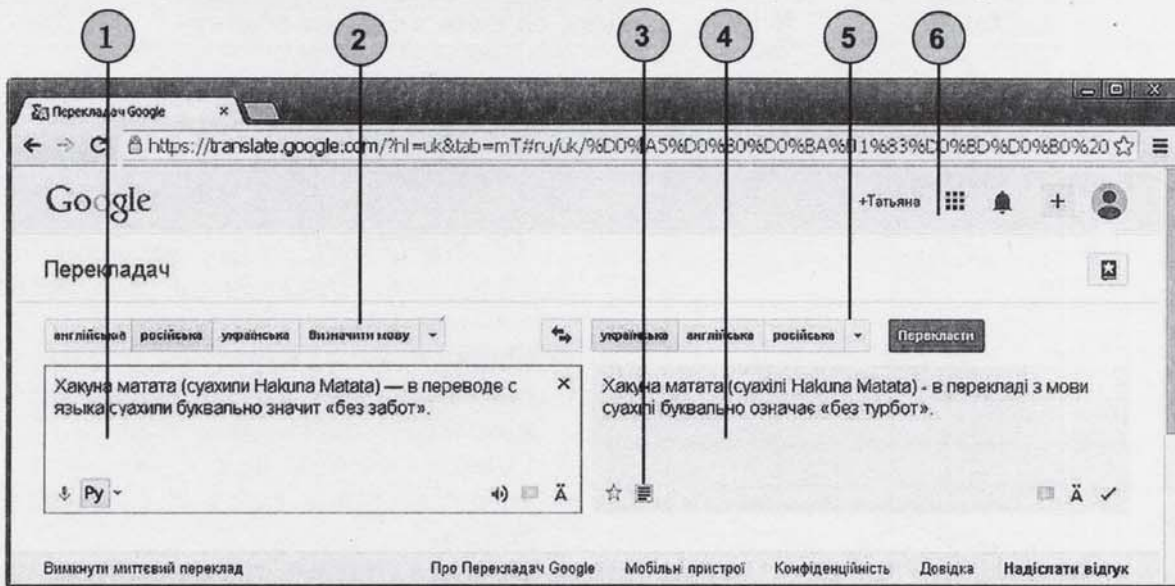 1 2 3 4 5 6
Перекладач Google ×
https://translate.google.com/?hl=uk&tab=mT#ru/uk/%D0%A5%D0%B0%D0%BA%D1%83%D0%BD%D0%B0%20
Google +Татьяна
Перекладач
англійська російська українська Визначити мову українська англійська російська Перекласти
Хакуна матата (суахили Hakuna Matata) — в переводе с
языка суахили буквально значит «без забот».
Хакуна матата (суахілі Hakuna Matata) - в перекладі з мови
суахілі буквально означає «без турбот».
Ру Ä Ä
Вимкнути миттєвий переклад Про Перекладач Google Мобільні пристрої Конфіденційність Довідка Надіслати відгук